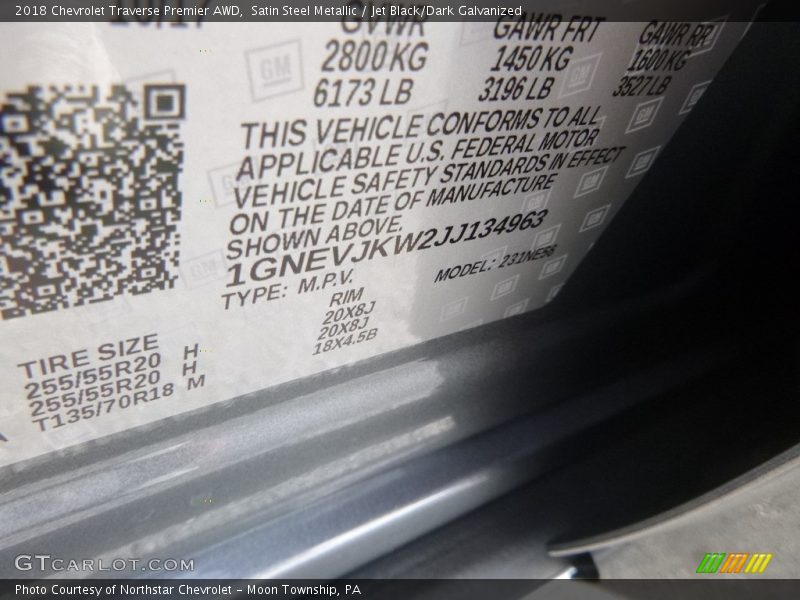 2018 Chevrolet Traverse Premier AWD,  Satin Steel Metallic / Jet Black/Dark Galvanized
10/17
GVWR GAWR FRT GAWR RR
2800 KG 1450 KG 1600 KG
6173 LB 3196 LB 3527 LB
THIS VEHICLE CONFORMS TO ALL
APPLICABLE U.S. FEDERAL MOTOR
VEHICLE SAFETY STANDARDS IN EFFECT
ON THE DATE OF MANUFACTURE
SHOWN ABOVE.
1GNEVJKW2JJ134963
TYPE: M.P.V. MODEL: 231NE56
TIRE SIZE RIM
255/55R20 H 20X8J
255/55R20 H 20X8J
T135/70R18 M 18X4.5B
GM
GTCARLOT.COM
Photo Courtesy of Northstar Chevrolet - Moon Township, PA